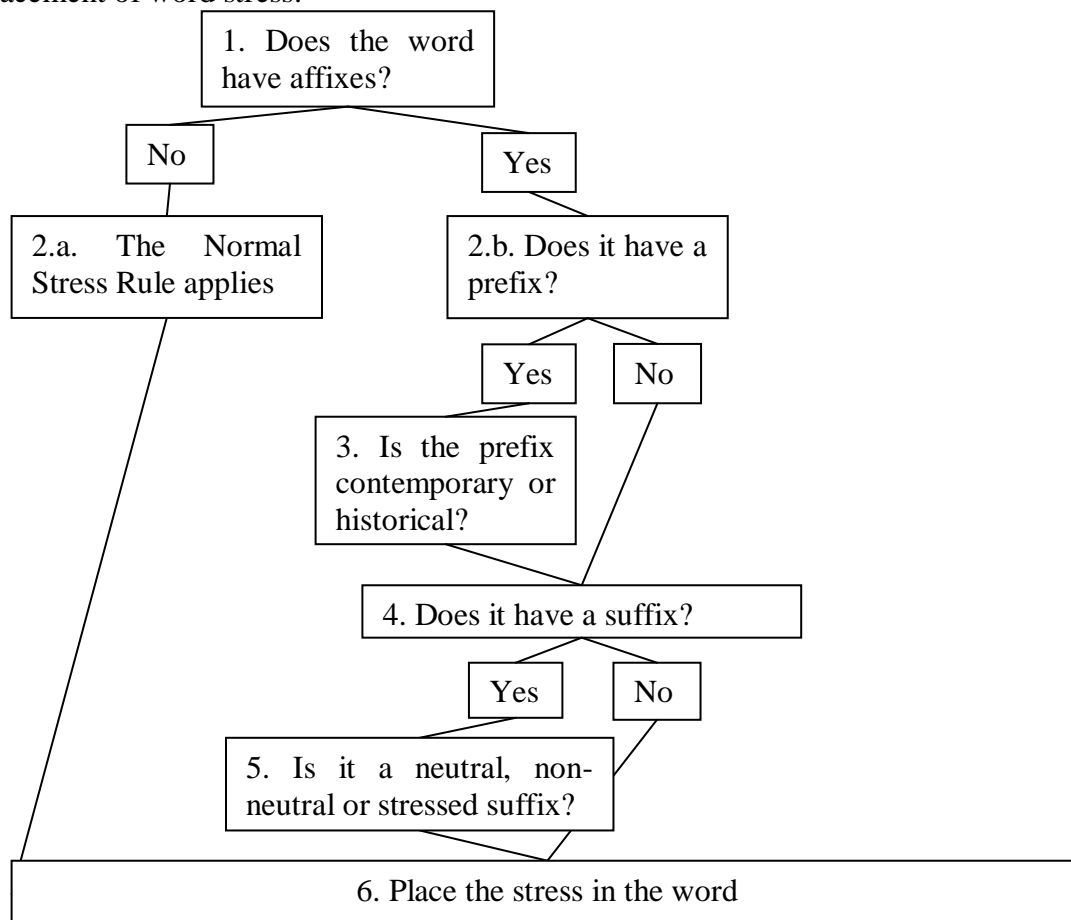 of word stress.
1. Does the word
have affixes?
No
Yes
2.a. The Normal
Stress Rule applies
2.b. Does it have a
prefix?
Yes
No
3. Is the prefix
contemporary or
historical?
4. Does it have a suffix?
Yes
No
5. Is it a neutral, non-
neutral or stressed suffix?
6. Place the stress in the word